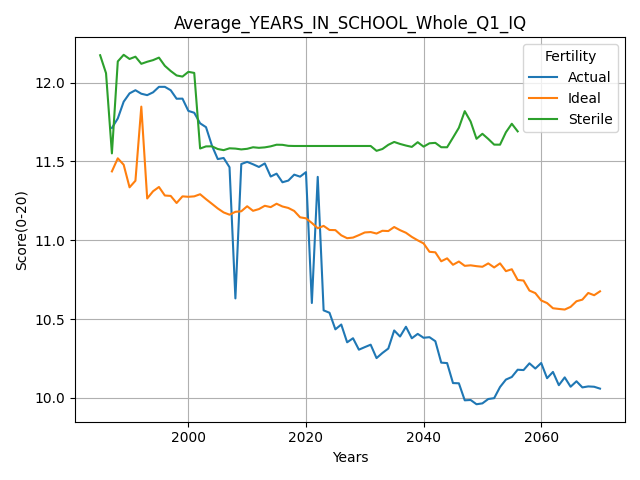 Average_YEARS_IN_SCHOOL_Whole_Q1_IQ
Fertility
Actual
Ideal
Sterile
Score(0-20)
12.0
11.5
11.0
10.5
10.0
2000
2020
2040
2060
Years